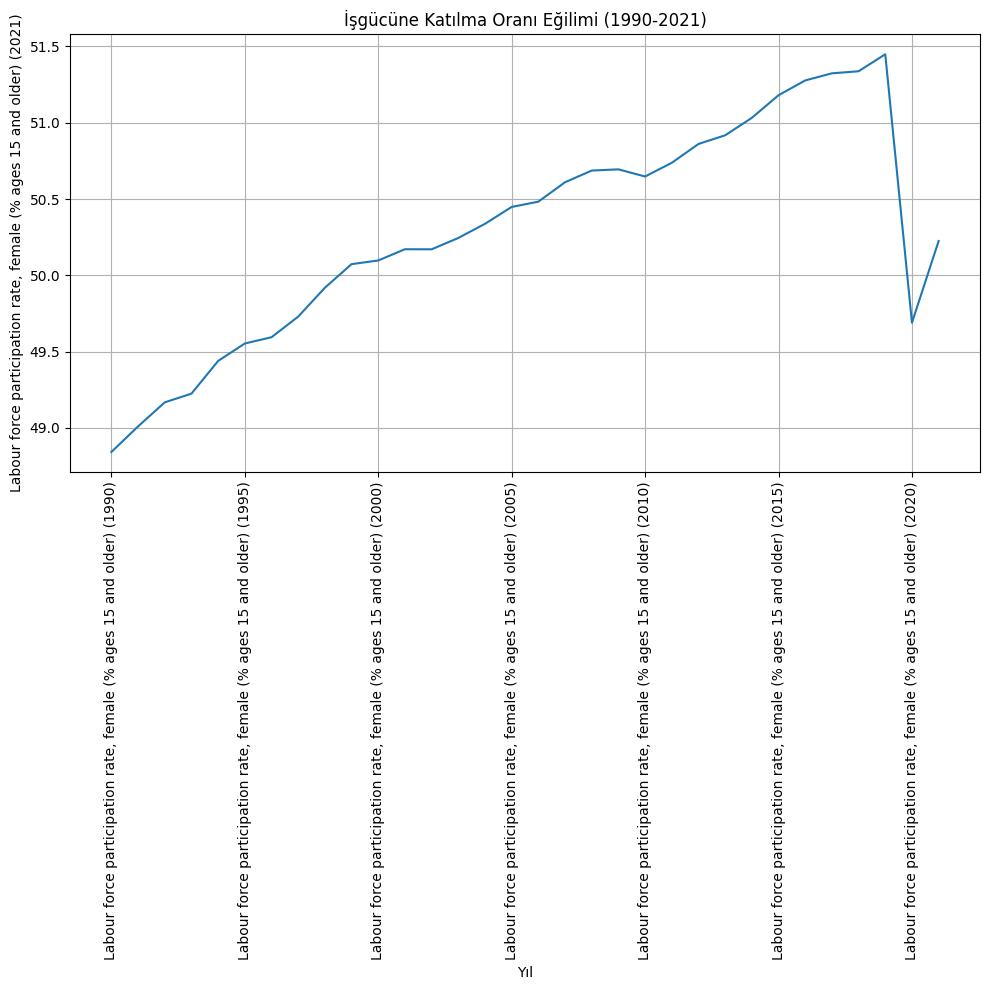 İşgücüne Katılma Oranı Eğilimi (1990-2021)
Labour force participation rate, female (% ages 15 and older) (2021)
51.5
51.0
50.5
50.0
49.5
49.0
Labour force participation rate, female (% ages 15 and older) (1990)
Labour force participation rate, female (% ages 15 and older) (1995)
Labour force participation rate, female (% ages 15 and older) (2000)
Labour force participation rate, female (% ages 15 and older) (2005)
Labour force participation rate, female (% ages 15 and older) (2010)
Labour force participation rate, female (% ages 15 and older) (2015)
Labour force participation rate, female (% ages 15 and older) (2020)
Yıl